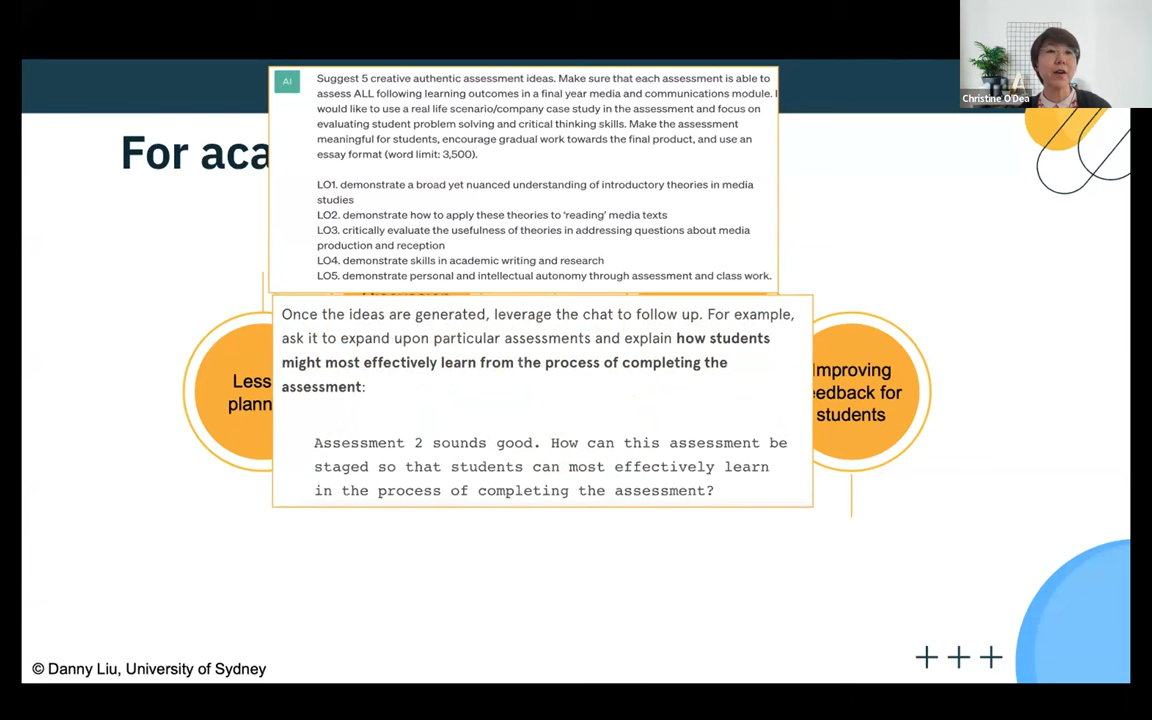 Christine O'Dea
For aca
AI
Suggest 5 creative authentic assessment ideas. Make sure that each assessment is able to
assess ALL following learning outcomes in a final year media and communications module. I
would like to use a real life scenario/company case study in the assessment and focus on
evaluating student problem solving and critical thinking skills. Make the assessment
meaningful for students, encourage gradual work towards the final product, and use an
essay format (word limit: 3,500).
LO1. demonstrate a broad yet nuanced understanding of introductory theories in media
studies
LO2. demonstrate how to apply these theories to ‘reading’ media texts
LO3. critically evaluate the usefulness of theories in addressing questions about media
production and reception
LO4. demonstrate skills in academic writing and research
LO5. demonstrate personal and intellectual autonomy through assessment and class work.
Once the ideas are generated, leverage the chat to follow up. For example,
ask it to expand upon particular assessments and explain how students
might most effectively learn from the process of completing the
assessment:
Assessment 2 sounds good. How can this assessment be
staged so that students can most effectively learn
in the process of completing the assessment?
Less
plann
Improving
eedback for
students
© Danny Liu, University of Sydney